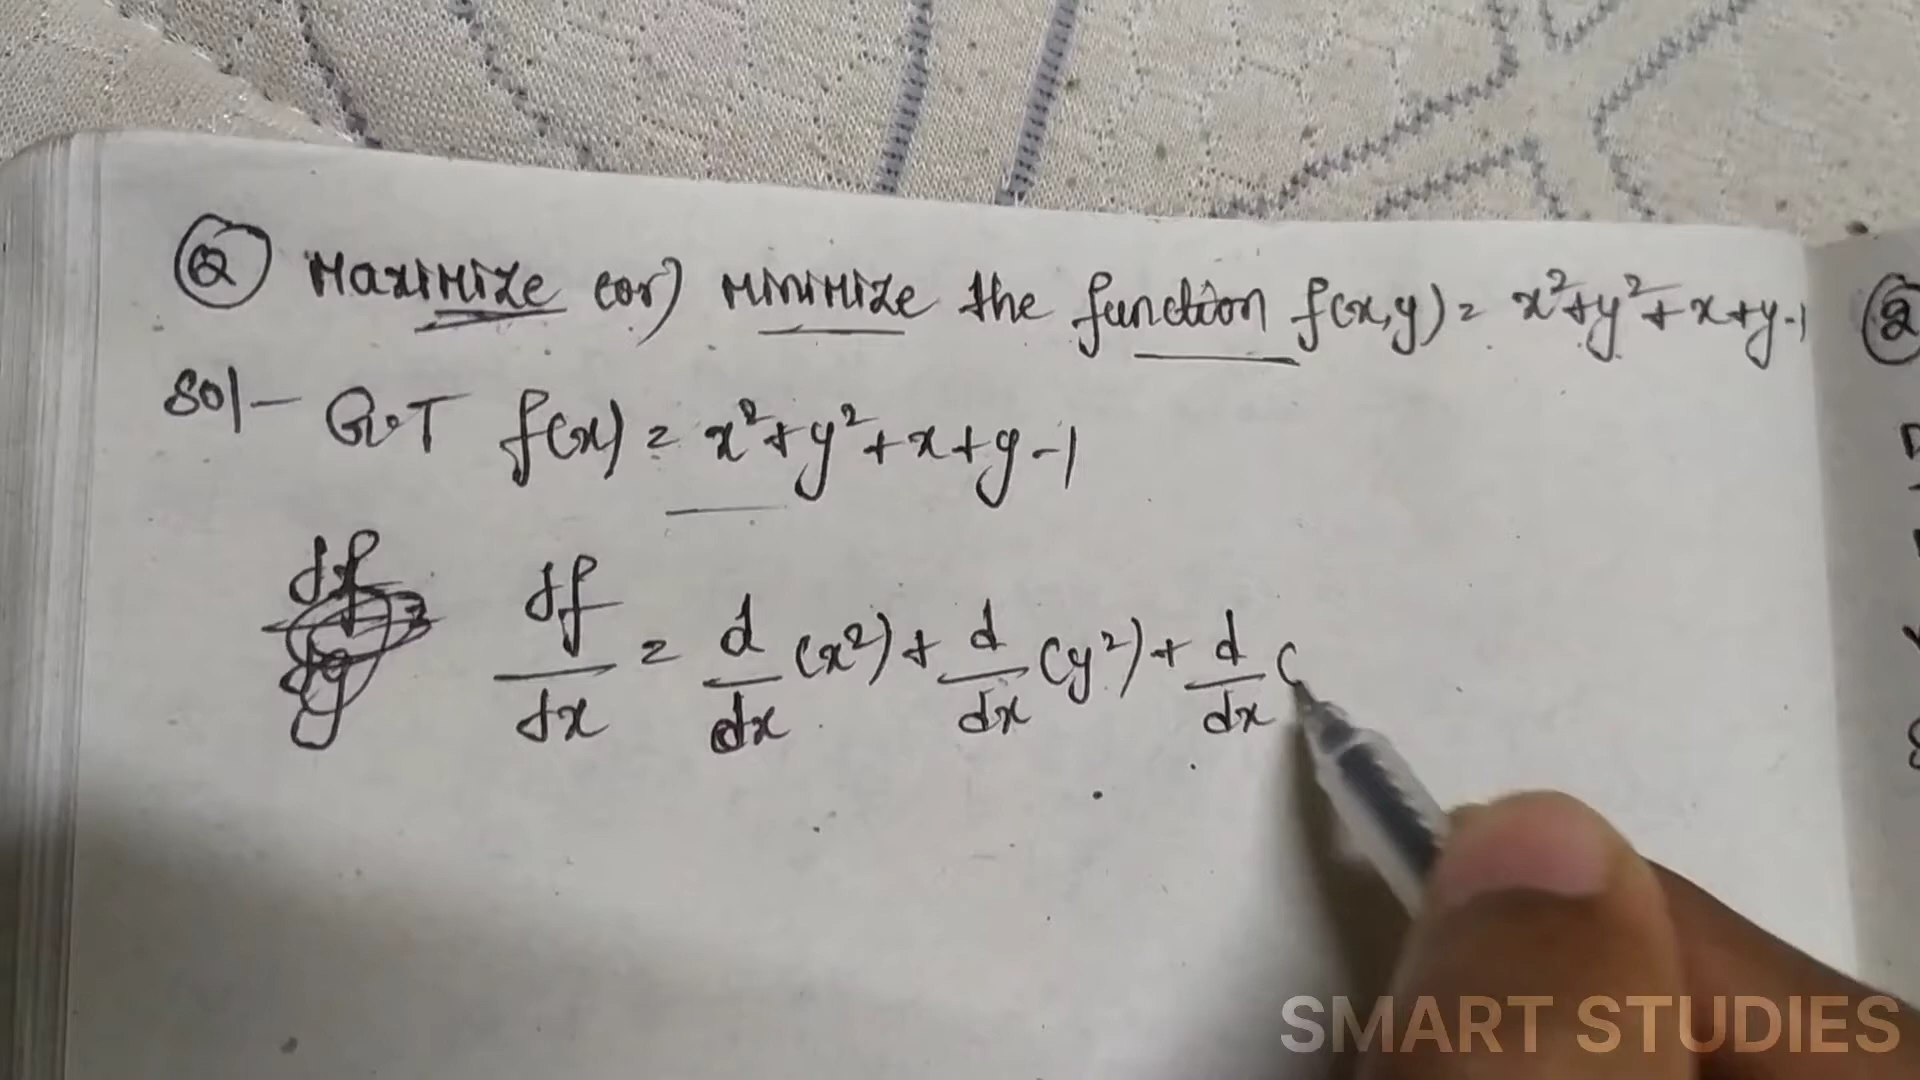 Q Maximize (or) minimize the function f(x,y) = x²+y²+x+y-1
Sol- G.T f(x) = x²+y²+x+y-1
df/dx = d/dx (x²) + d/dx (y²) + d/dx (
SMART STUDIES